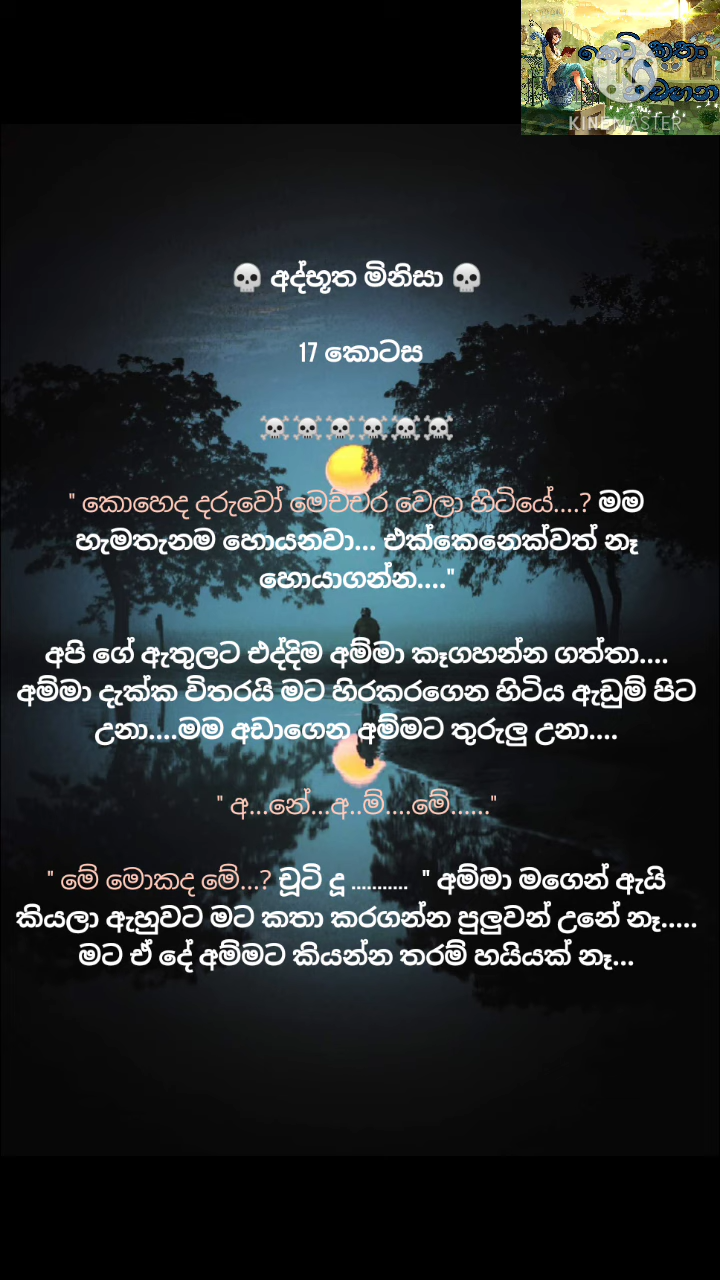 කෙටි කතා
KINEMASTER
💀 අද්භූත මිනිසා 💀
17 කොටස
☠️☠️☠️☠️☠️☠️
" කොහෙද දරුවෝ මෙච්චර වෙලා හිටියේ....? මම
හැමතැනම හොයනවා... එක්කෙනෙක්වත් නෑ
හොයාගන්න...."
අපි ගේ ඇතුලට එද්දිම අම්මා කෑගහන්න ගත්තා....
අම්මා දැක්ක විතරයි මට හිරකරගෙන හිටිය ඇඩුම් පිට
උනා....මම අඩාගෙන අම්මට තුරුලු උනා....
" අ...නේ...අ..ම්....මේ......"
" මේ මොකද මේ...? චූටි දූ ........... " අම්මා මගෙන් ඇයි
කියලා ඇහුවට මට කතා කරගන්න පුලුවන් උනේ නෑ.....
මට ඒ දේ අම්මට කියන්න තරම් හයියක් නෑ...